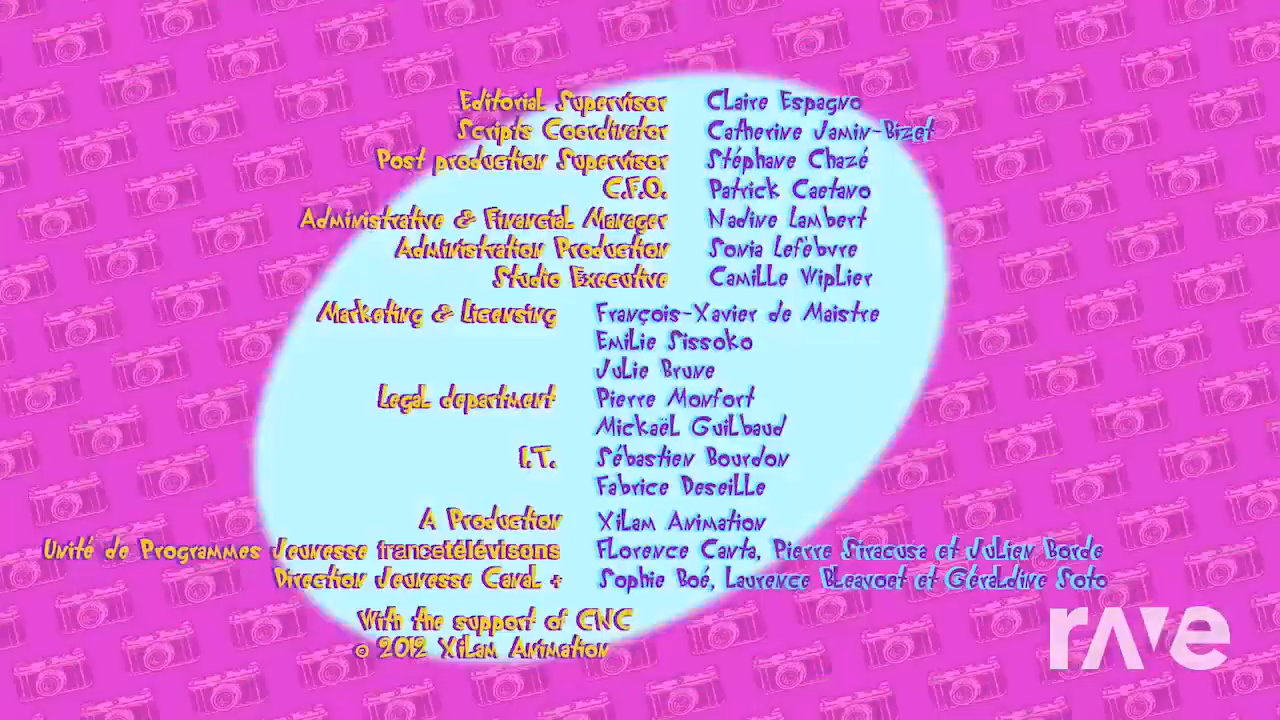 Editorial Supervisor Claire Espagno
Scripts Coordinator Catherine Jamin-Bizet
Post production Supervisor Stéphane Chazé
C.F.O. Patrick Caetano
Administrative & Financial Manager Nadine Lambert
Administration Production Sonia Lefèbvre
Studio Executive Camille Wiplier
Marketing & Licensing François-Xavier de Maistre
Emilie Sissoko
Julie Brune
Legal department Pierre Monfort
Mickaël Guilbaud
I.T. Sébastien Bourdon
Fabrice Deseille
A Production Xilam Animation
Unité de Programmes Jeunesse francetélévisons Florence Canta, Pierre Siracusa et Julien Borde
Direction Jeunesse Canal + Sophie Boé, Laurence Bleavoet et Géraldine Soto
With the support of CNC
© 2012 Xilam Animation
rave